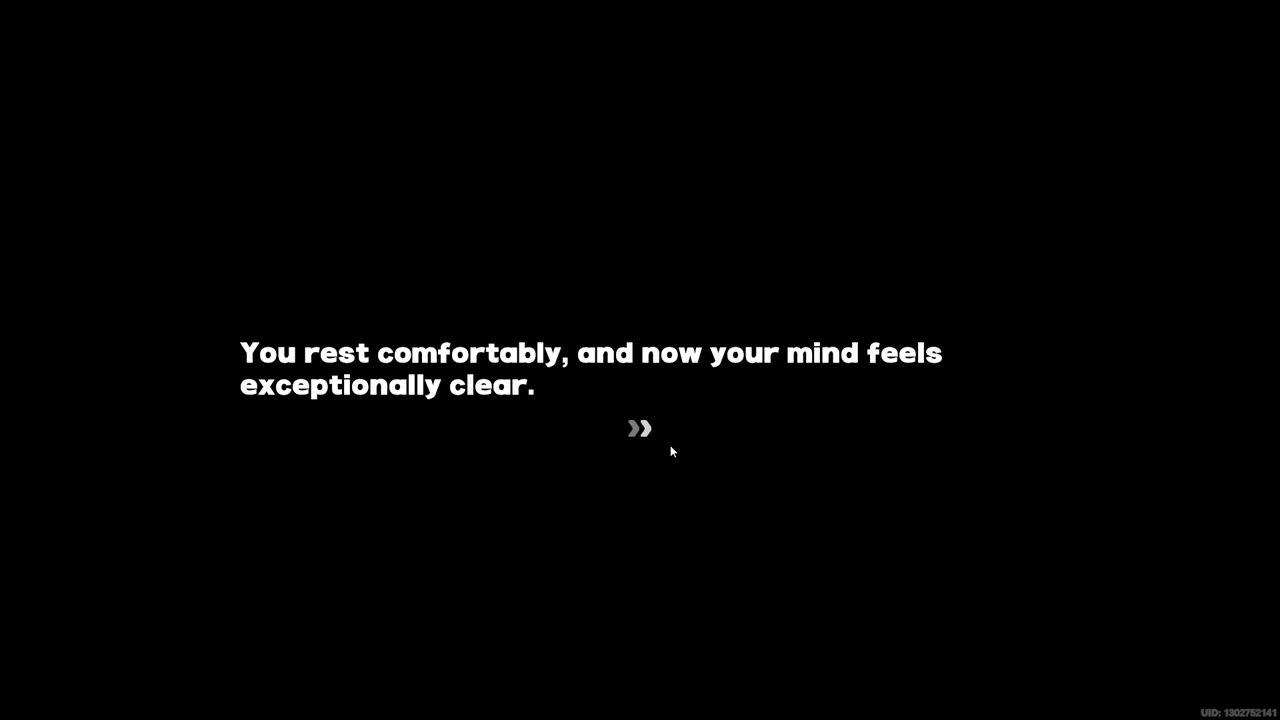 You rest comfortably, and now your mind feels
exceptionally clear.
UID: 1302752141